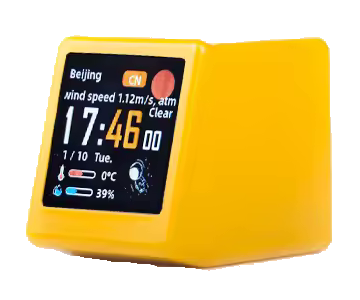 Beijing
CN
wind speed 1.12m/s, atm
Clear
17:46 00
1 / 10 Tue.
0°C
39%